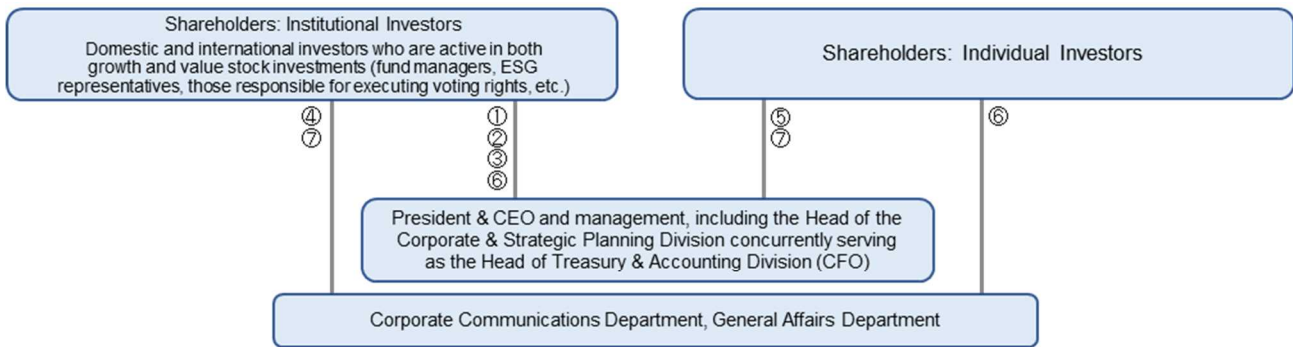 Shareholders: Institutional Investors
Domestic and international investors who are active in both
growth and value stock investments (fund managers, ESG
representatives, those responsible for executing voting rights, etc.)
Shareholders: Individual Investors
④
⑦
①
②
③
⑥
⑤
⑦
⑥
President & CEO and management, including the Head of the
Corporate & Strategic Planning Division concurrently serving
as the Head of Treasury & Accounting Division (CFO)
Corporate Communications Department, General Affairs Department